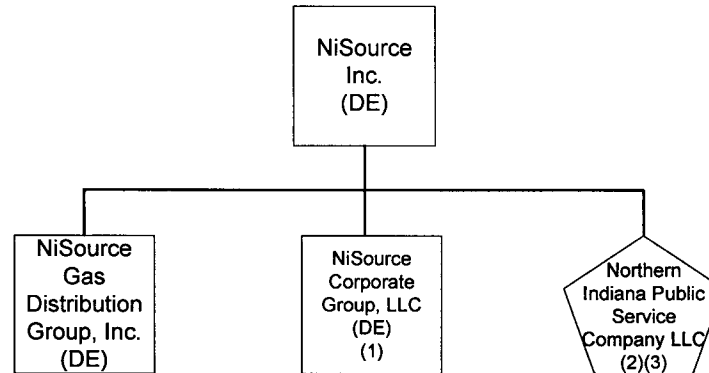 NiSource
Inc.
(DE)
NiSource
Gas
Distribution
Group, Inc.
(DE)
NiSource
Corporate
Group, LLC
(DE)
(1)
Northern
Indiana Public
Service
Company LLC
(2)(3)